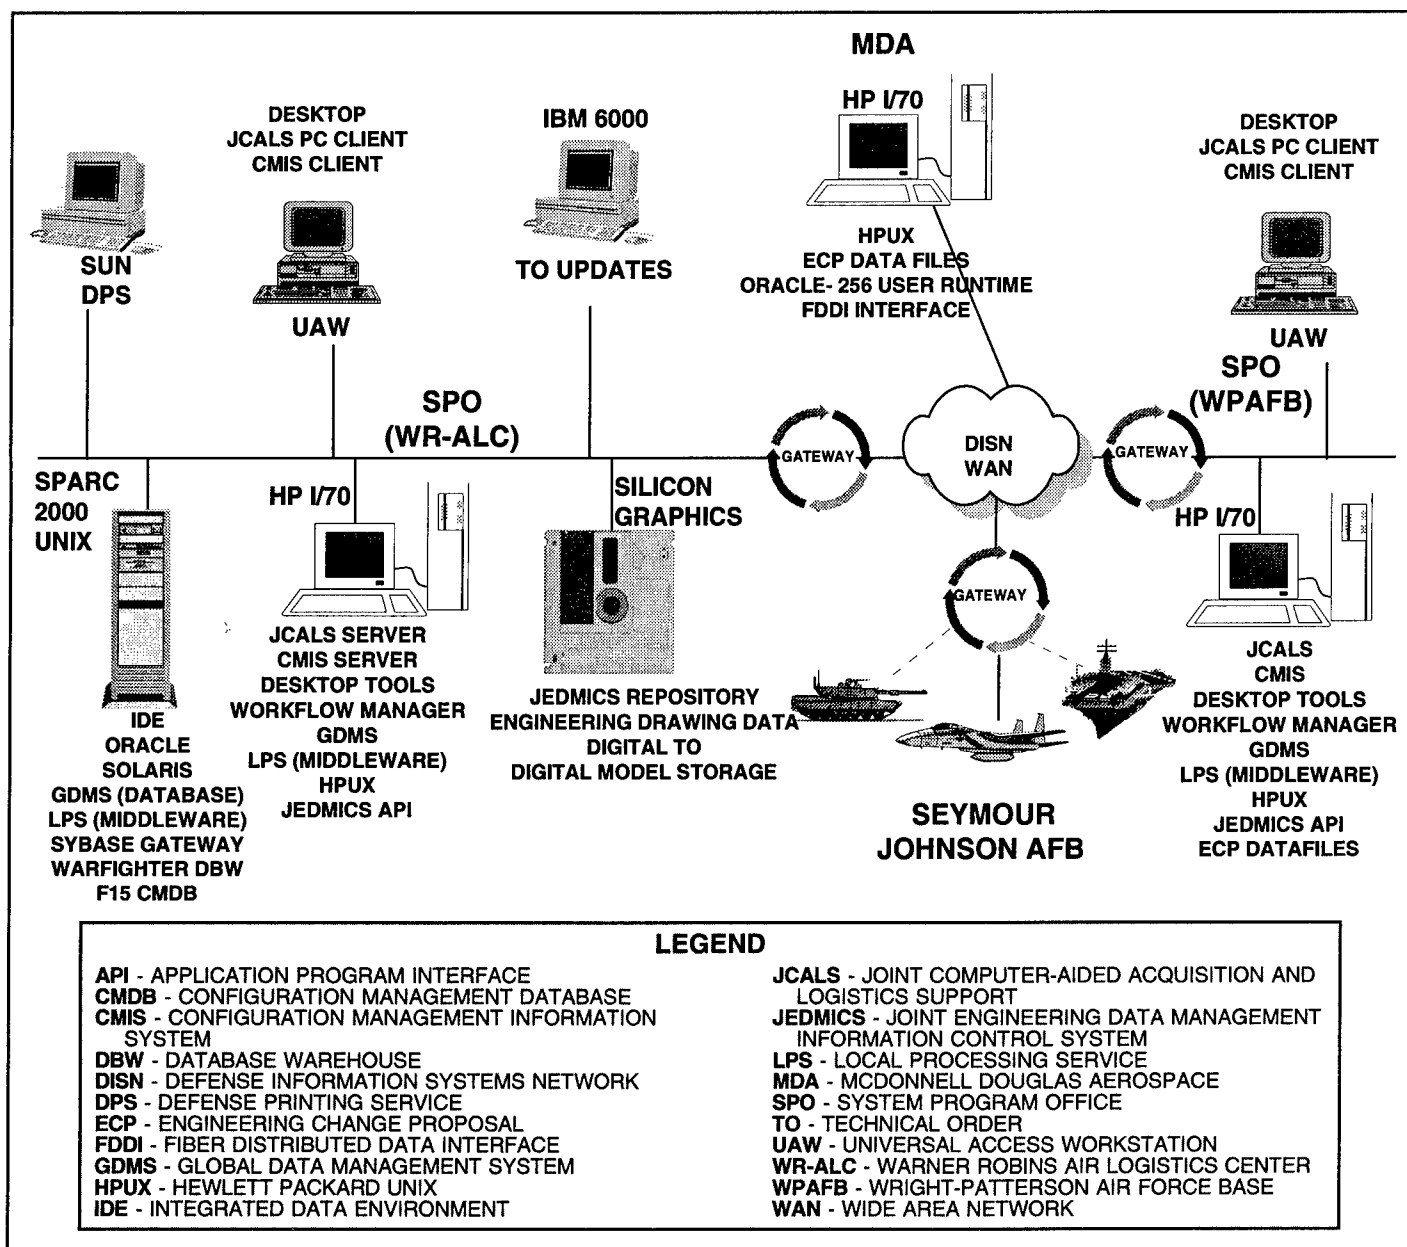 MDA
HP I/70
HPUX
ECP DATA FILES
ORACLE- 256 USER RUNTIME
FDDI INTERFACE
SUN
DPS
DESKTOP
JCALS PC CLIENT
CMIS CLIENT
UAW
IBM 6000
TO UPDATES
DESKTOP
JCALS PC CLIENT
CMIS CLIENT
UAW
SPO
(WR-ALC)
GATEWAY
DISN
WAN
GATEWAY
SPO
(WPAFB)
SPARC
2000
UNIX
IDE
ORACLE
SOLARIS
GDMS (DATABASE)
LPS (MIDDLEWARE)
SYBASE GATEWAY
WARFIGHTER DBW
F15 CMDB
HP I/70
JCALS SERVER
CMIS SERVER
DESKTOP TOOLS
WORKFLOW MANAGER
GDMS
LPS (MIDDLEWARE)
HPUX
JEDMICS API
SILICON
GRAPHICS
JEDMICS REPOSITORY
ENGINEERING DRAWING DATA
DIGITAL TO
DIGITAL MODEL STORAGE
GATEWAY
SEYMOUR
JOHNSON AFB
HP I/70
JCALS
CMIS
DESKTOP TOOLS
WORKFLOW MANAGER
GDMS
LPS (MIDDLEWARE)
HPUX
JEDMICS API
ECP DATAFILES
LEGEND
API - APPLICATION PROGRAM INTERFACE
CMDB - CONFIGURATION MANAGEMENT DATABASE
CMIS - CONFIGURATION MANAGEMENT INFORMATION
SYSTEM
DBW - DATABASE WAREHOUSE
DISN - DEFENSE INFORMATION SYSTEMS NETWORK
DPS - DEFENSE PRINTING SERVICE
ECP - ENGINEERING CHANGE PROPOSAL
FDDI - FIBER DISTRIBUTED DATA INTERFACE
GDMS - GLOBAL DATA MANAGEMENT SYSTEM
HPUX - HEWLETT PACKARD UNIX
IDE - INTEGRATED DATA ENVIRONMENT
JCALS - JOINT COMPUTER-AIDED ACQUISITION AND
LOGISTICS SUPPORT
JEDMICS - JOINT ENGINEERING DATA MANAGEMENT
INFORMATION CONTROL SYSTEM
LPS - LOCAL PROCESSING SERVICE
MDA - MCDONNELL DOUGLAS AEROSPACE
SPO - SYSTEM PROGRAM OFFICE
TO - TECHNICAL ORDER
UAW - UNIVERSAL ACCESS WORKSTATION
WR-ALC - WARNER ROBINS AIR LOGISTICS CENTER
WPAFB - WRIGHT-PATTERSON AIR FORCE BASE
WAN - WIDE AREA NETWORK